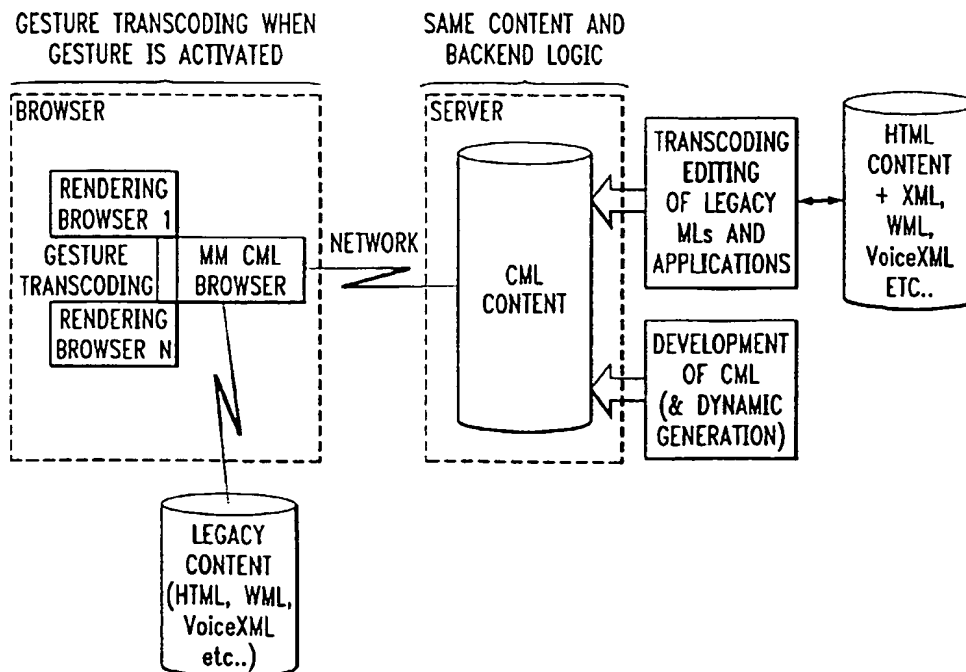 GESTURE TRANSCODING WHEN
GESTURE IS ACTIVATED
SAME CONTENT AND
BACKEND LOGIC
BROWSER
RENDERING
BROWSER 1
GESTURE
TRANSCODING
MM CML
BROWSER
RENDERING
BROWSER N
NETWORK
SERVER
CML
CONTENT
TRANSCODING
EDITING
OF LEGACY
MLs AND
APPLICATIONS
HTML
CONTENT
+ XML,
WML,
VoiceXML
ETC..
DEVELOPMENT
OF CML
(& DYNAMIC
GENERATION)
LEGACY
CONTENT
(HTML, WML,
VoiceXML
etc..)